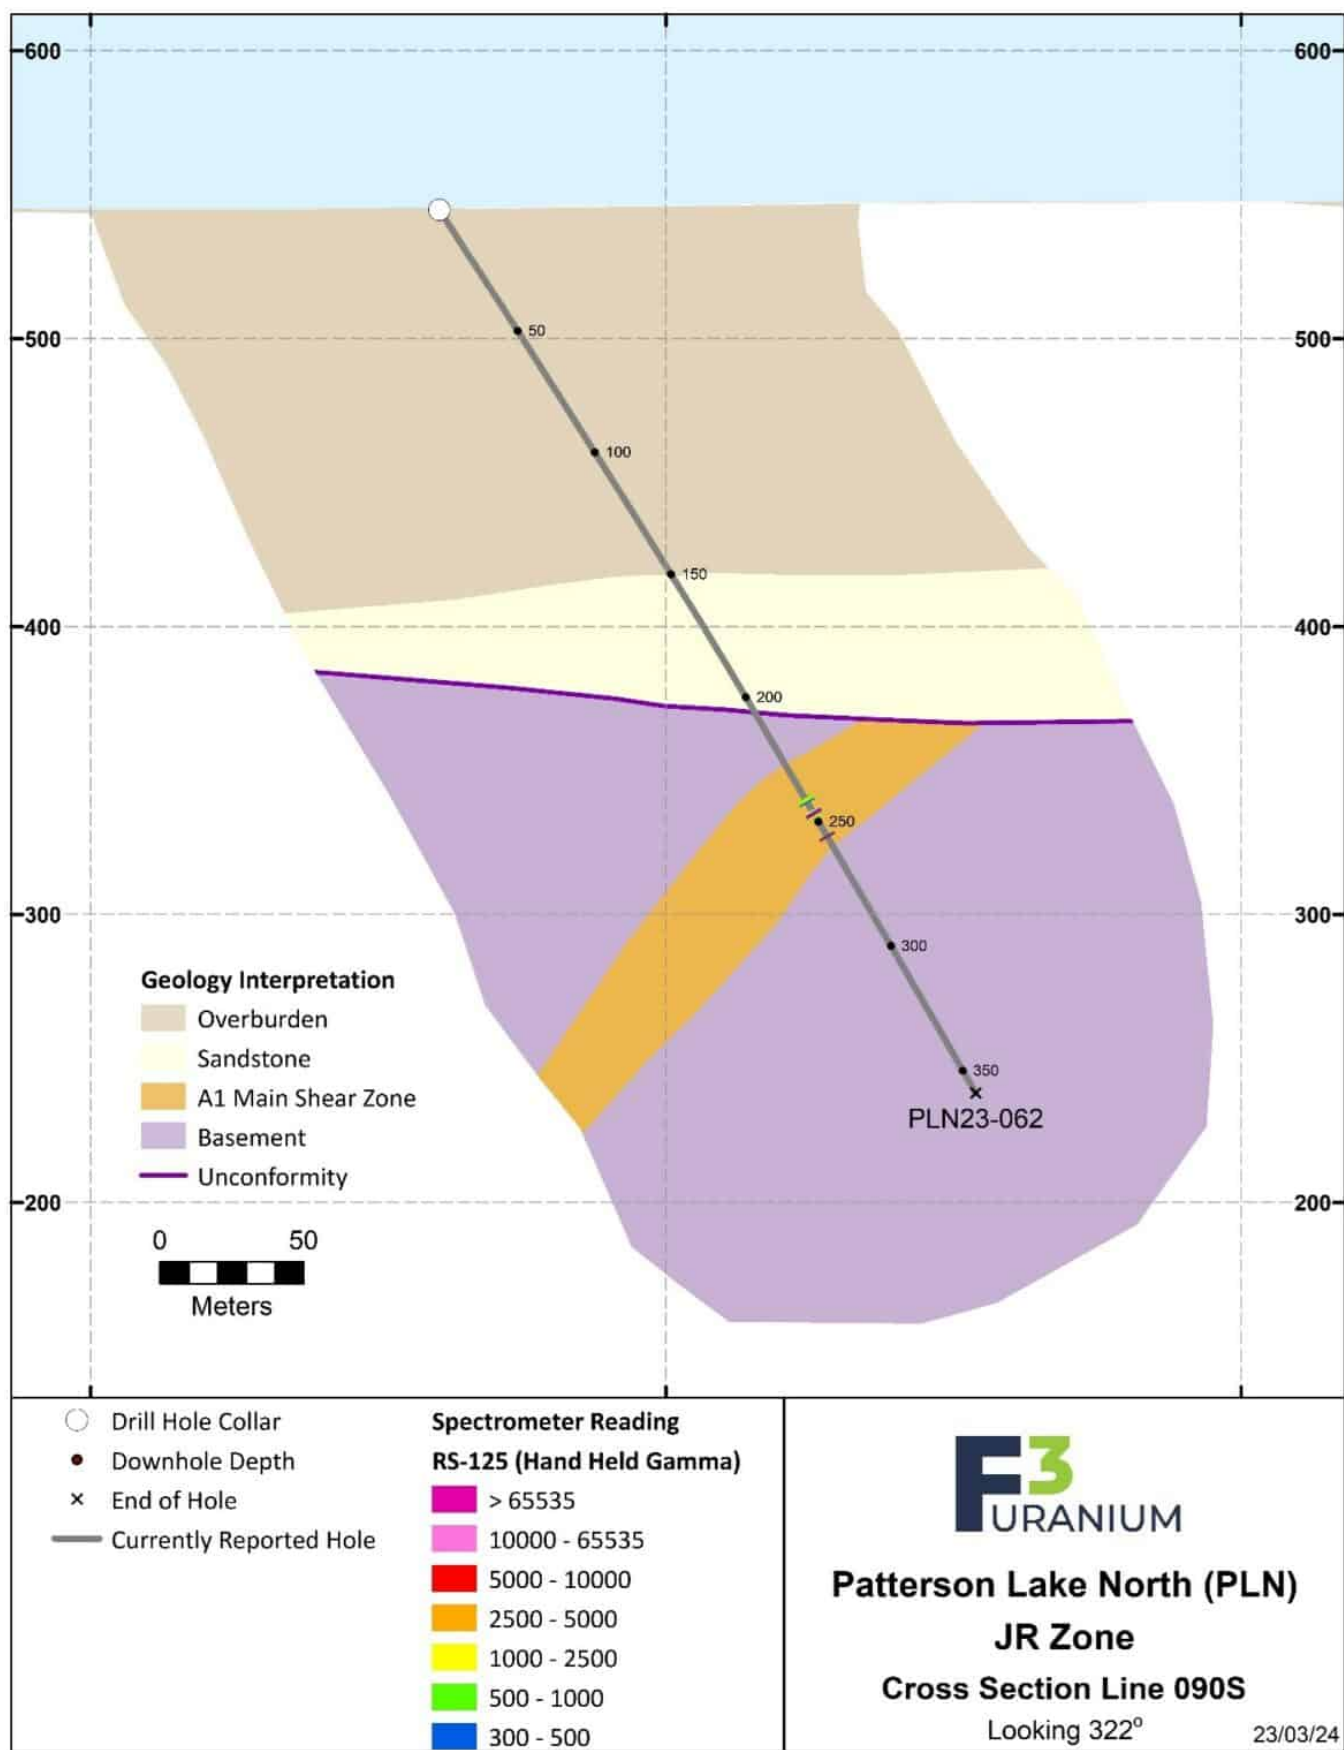 600 600
50
500 500
100
150
400 400
200
250
300 300
300
Geology Interpretation
Overburden
Sandstone
A1 Main Shear Zone
Basement
Unconformity
350
PLN23-062
200 200
0 50
Meters
Drill Hole Collar
Downhole Depth
End of Hole
Currently Reported Hole
Spectrometer Reading
RS-125 (Hand Held Gamma)
> 65535
10000 - 65535
5000 - 10000
2500 - 5000
1000 - 2500
500 - 1000
300 - 500
F3
URANIUM
Patterson Lake North (PLN)
JR Zone
Cross Section Line 090S
Looking 322°
23/03/24